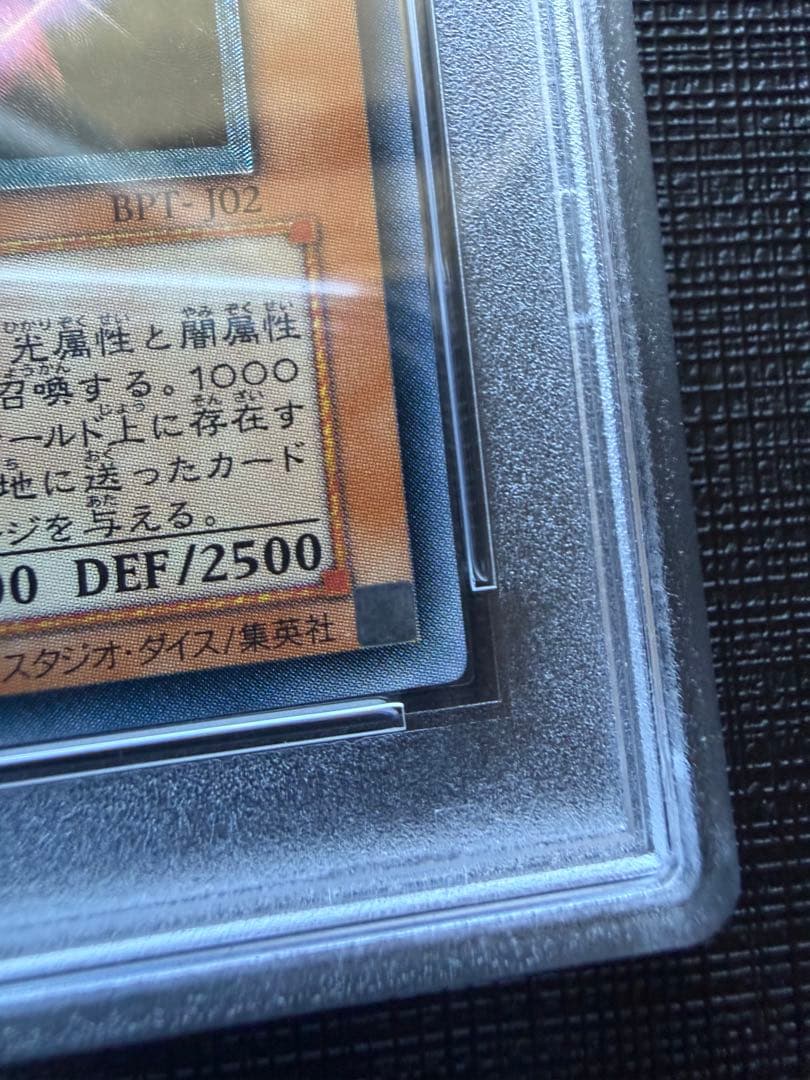 BPT-J02
光属性と闇属性
召喚する。1000
ールド上に存在す
地に送ったカード
ジを与える。
00 DEF/2500
スタジオ・ダイス/集英社